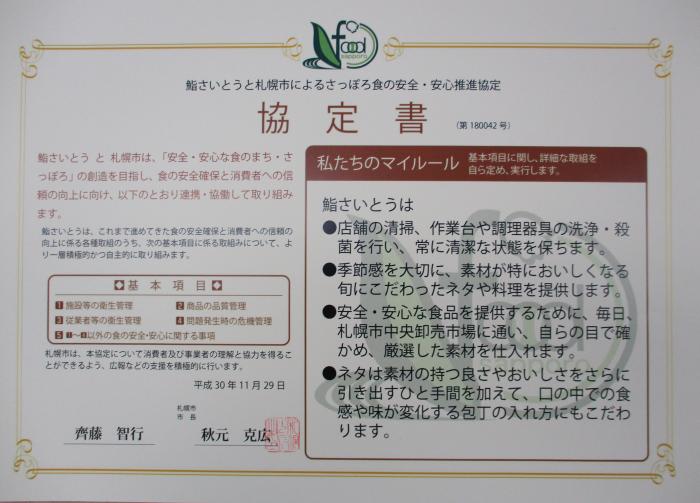 food
sapporo
鮨さいとうと札幌市によるさっぽろ食の安全・安心推進協定
協定書
(第 180042 号)
鮨さいとう と 札幌市は、「安全・安心な食のまち・さ
っぽろ」の創造を目指し、食の安全確保と消費者への信
頼の向上に向け、以下のとおり連携・協働して取り組み
ます。
鮨さいとうは、これまで進めてきた食の安全確保と消費者への信頼の
向上に係る各種取組のうち、次の基本項目に係る取組みについて、よ
り一層積極的かつ自主的に取り組みます。
基 本 項 目
1 施設等の衛生管理
2 商品の品質管理
3 従業者等の衛生管理
4 問題発生時の危機管理
5 1〜4以外の食の安全・安心に関する事項
札幌市は、本協定について消費者及び事業者の理解と協力を得るこ
とができるよう、広報などの支援を積極的に行います。
平成 30 年 11 月 29 日
齊藤 智行
札幌市
市 長
秋元 克広
私たちのマイルール
基本項目に関し、詳細な取組を
自ら定め、実行します。
鮨さいとうは
●店舗の清掃、作業台や調理器具の洗浄・殺
菌を行い、常に清潔な状態を保ちます。
●季節感を大切に、素材が特においしくなる
旬にこだわったネタや料理を提供します。
●安全・安心な食品を提供するために、毎日、
札幌市中央卸売市場に通い、自らの目で確
かめ、厳選した素材を仕入れます。
●ネタは素材の持つ良さやおいしさをさらに
引き出すひと手間を加えて、口の中での食
感や味が変化する包丁の入れ方にもこだわ
ります。